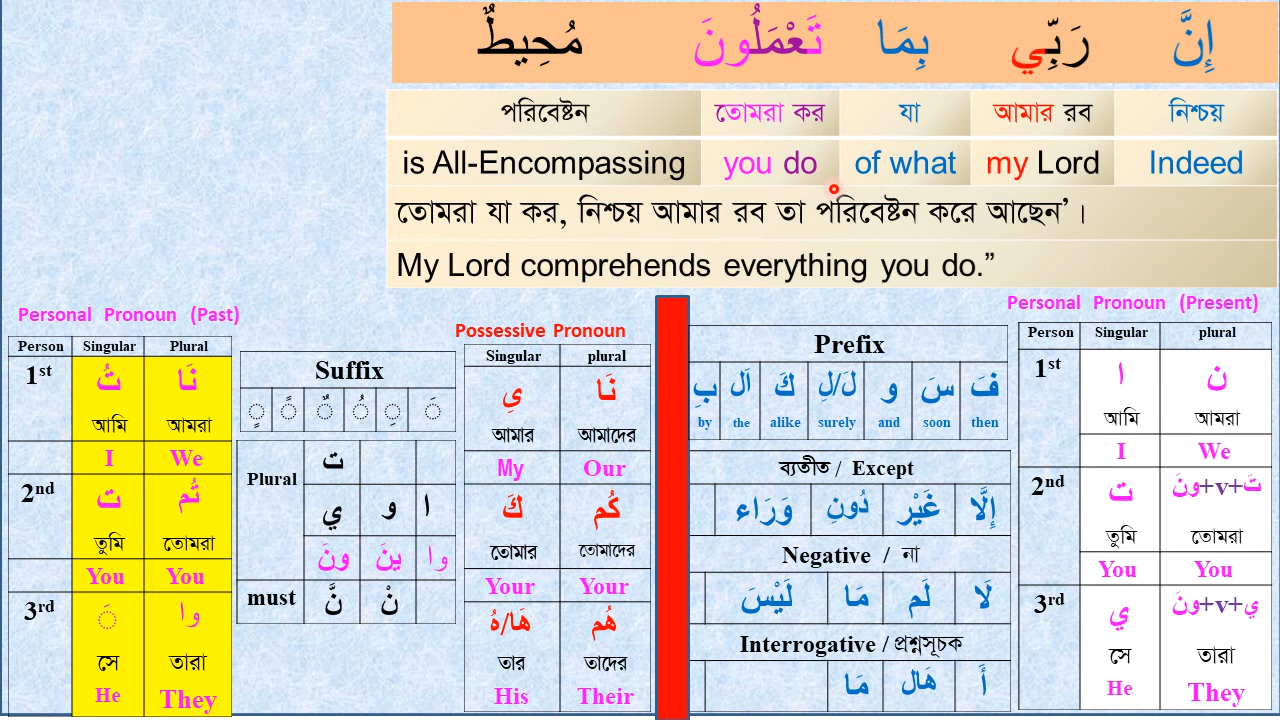 إِنَّ رَبِّي بِمَا تَعْمَلُونَ مُحِيطٌ
নিশ্চয় আমার রব যা তোমরা কর পরিবেষ্টন
Indeed my Lord of what you do is All-Encompassing
তোমরা যা কর, নিশ্চয় আমার রব তা পরিবেষ্টন করে আছেন’।
My Lord comprehends everything you do.”
Personal Pronoun (Past)
Person Singular Plural
1st تُ نَا
আমি আমরা
I We
2nd ت تُم
তুমি তোমরা
You You
3rd َ وا
সে তারা
He They
Suffix
ٍ ً ٌ ُ ِ َ
Plural ت
ي و ا
ونَ ينَ وا
must نَّ نْ
Possessive Pronoun
Singular plural
يِ نَا
আমার আমাদের
My Our
كَ كُم
তোমার তোমাদের
Your Your
هَا/هُ هُم
তার তাদের
His Their
Prefix
بِ اَل كَ لَ/لِ و سَ فَ
by the alike surely and soon then
ব্যতীত / Except
إِلَّا غَيْر دُونِ وَرَاء
Negative / না
لَا لَم مَا لَيْسَ
Interrogative / প্রশ্নসূচক
أَ هَال مَا
Personal Pronoun (Present)
Person Singular plural
1st ا ن
আমি আমরা
I We
2nd ت تَ+v+ونَ
তুমি তোমরা
You You
3rd ي ي+v+ونَ
সে তারা
He They